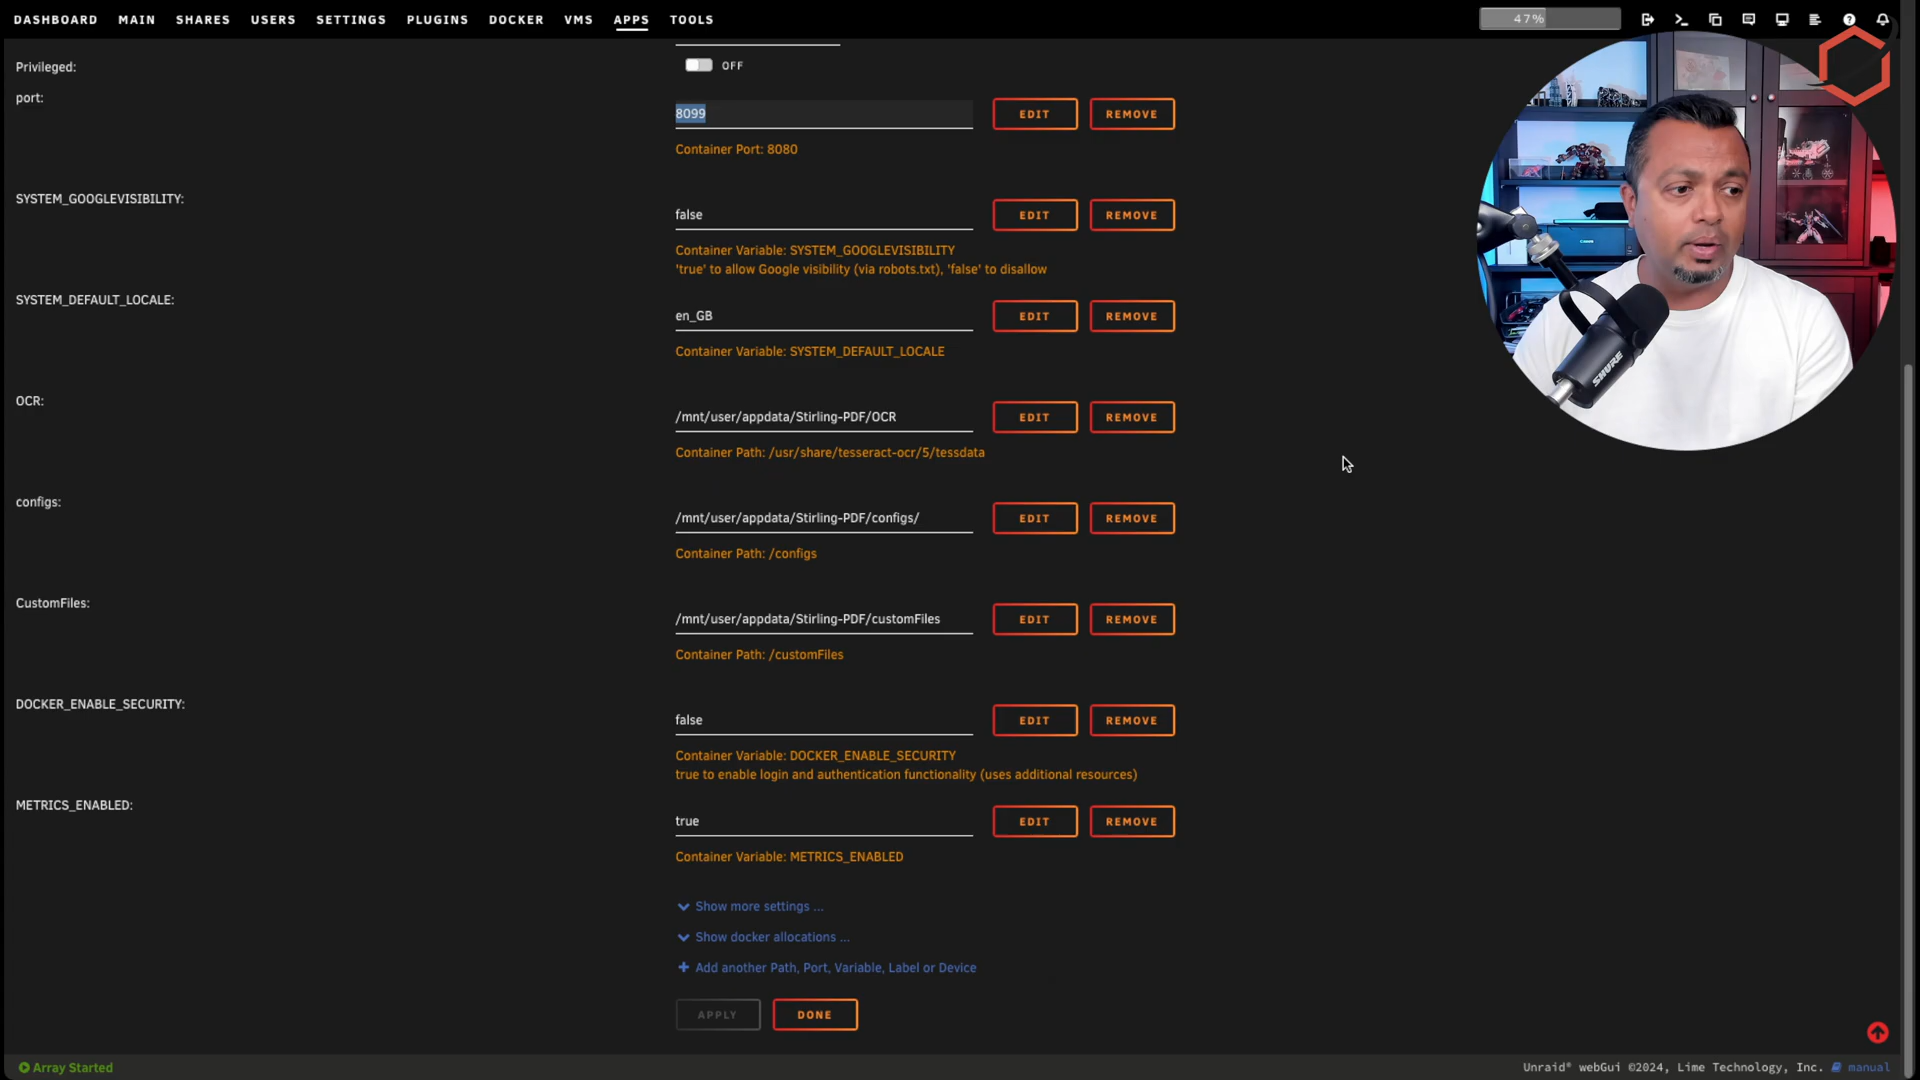 DASHBOARD MAIN SHARES USERS SETTINGS PLUGINS DOCKER VMS APPS TOOLS
47%
Privileged:
OFF
port:
8099
EDIT
REMOVE
Container Port: 8080
SYSTEM_GOOGLEVISIBILITY:
false
EDIT
REMOVE
Container Variable: SYSTEM_GOOGLEVISIBILITY
'true' to allow Google visibility (via robots.txt), 'false' to disallow
SYSTEM_DEFAULT_LOCALE:
en_GB
EDIT
REMOVE
Container Variable: SYSTEM_DEFAULT_LOCALE
OCR:
/mnt/user/appdata/Stirling-PDF/OCR
EDIT
REMOVE
Container Path: /usr/share/tesseract-ocr/5/tessdata
configs:
/mnt/user/appdata/Stirling-PDF/configs/
EDIT
REMOVE
Container Path: /configs
CustomFiles:
/mnt/user/appdata/Stirling-PDF/customFiles
EDIT
REMOVE
Container Path: /customFiles
DOCKER_ENABLE_SECURITY:
false
EDIT
REMOVE
Container Variable: DOCKER_ENABLE_SECURITY
true to enable login and authentication functionality (uses additional resources)
METRICS_ENABLED:
true
EDIT
REMOVE
Container Variable: METRICS_ENABLED
Show more settings ...
Show docker allocations ...
Add another Path, Port, Variable, Label or Device
APPLY
DONE
Array Started
Unraid® webGui ©2024, Lime Technology, Inc. manual
SHURE